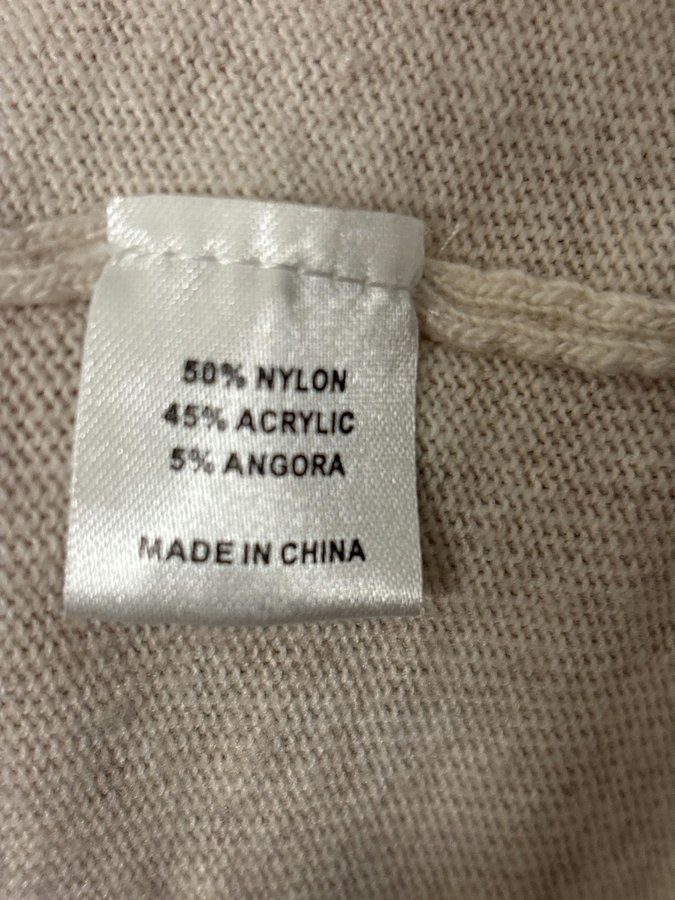 50% NYLON
45% ACRYLIC
5% ANGORA
MADE IN CHINA